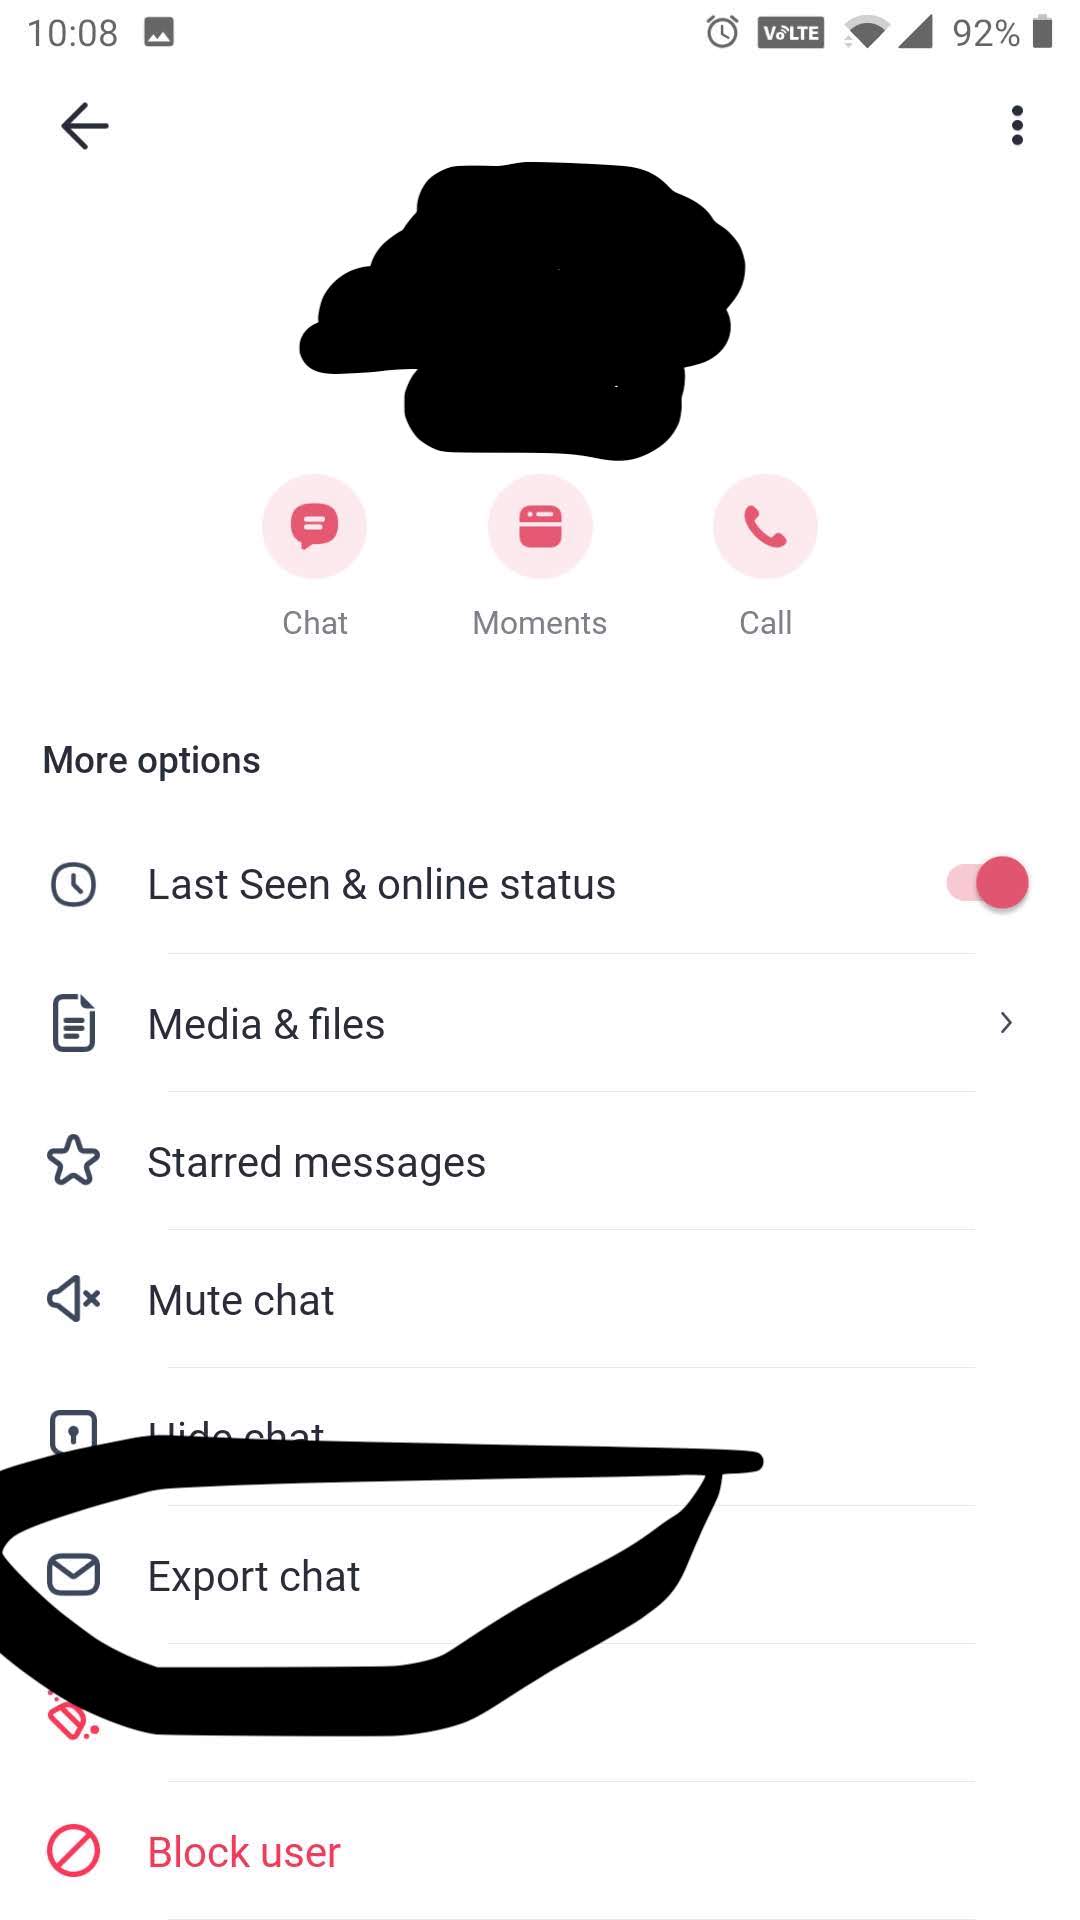 10:08 VoLTE 92%
Chat Moments Call
More options
Last Seen & online status
Media & files
Starred messages
Mute chat
Hide chat
Export chat
Block user